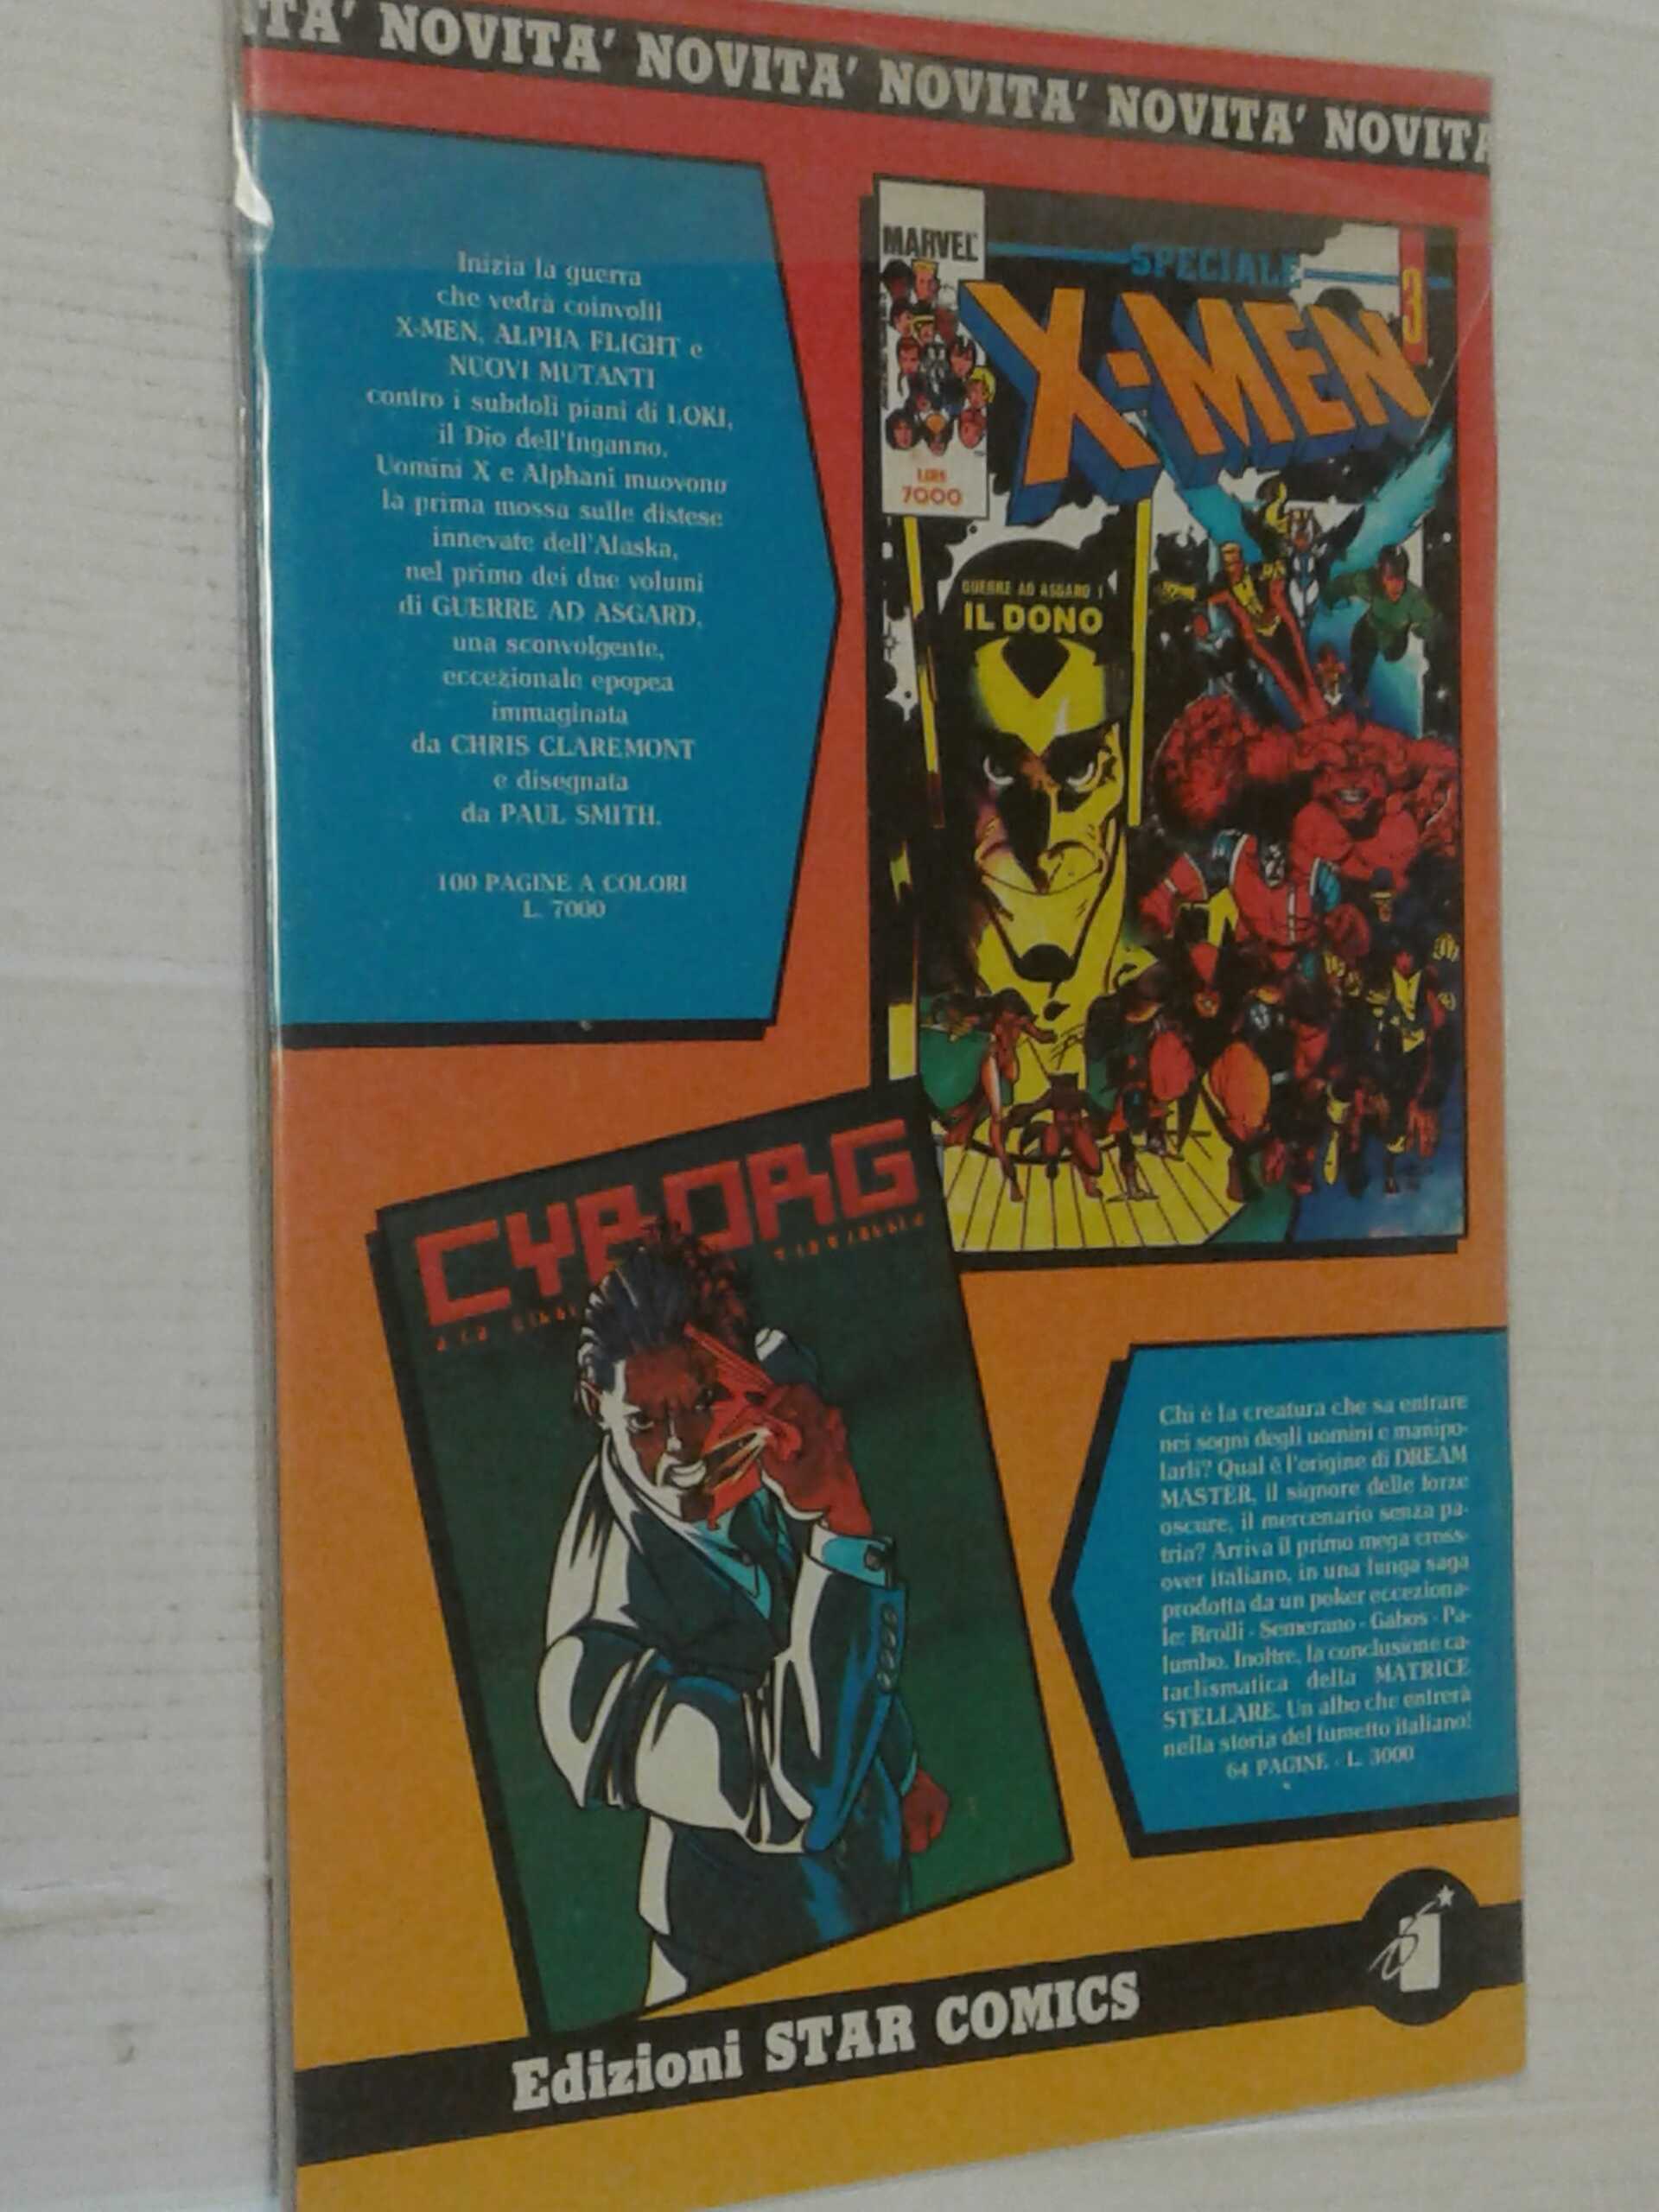 TA' NOVITA' NOVITA' NOVITA' NOVITA' NOVITA
Inizia la guerra
che vedrà coinvolti
X-MEN, ALPHA FLIGHT e
NUOVI MUTANTI
contro i subdoli piani di LOKI,
il Dio dell'Inganno.
Uomini X e Alphani muovono
la prima mossa sulle distese
innevate dell'Alaska,
nel primo dei due volumi
di GUERRE AD ASGARD,
una sconvolgente,
eccezionale epopea
immaginata
da CHRIS CLAREMONT
e disegnata
da PAUL SMITH.
100 PAGINE A COLORI
L. 7000
MARVEL
SPECIALE
3
X-MEN
LIRE
7000
GUERRE AD ASGARD 1
IL DONO
CYBORG
Chi è la creatura che sa entrare
nei sogni degli uomini e manipo-
larli? Qual è l'origine di DREAM
MASTER, il signore delle forze
oscure, il mercenario senza pa-
tria? Arriva il primo mega cross-
over italiano, in una lunga saga
prodotta da un poker ecceziona-
le: Brolli - Semerano - Gabos - Pa-
lumbo. Inoltre, la conclusione ca-
taclismatica della MATRICE
STELLARE. Un albo che entrerà
nella storia del fumetto italiano!
64 PAGINE - L. 3000
Edizioni STAR COMICS